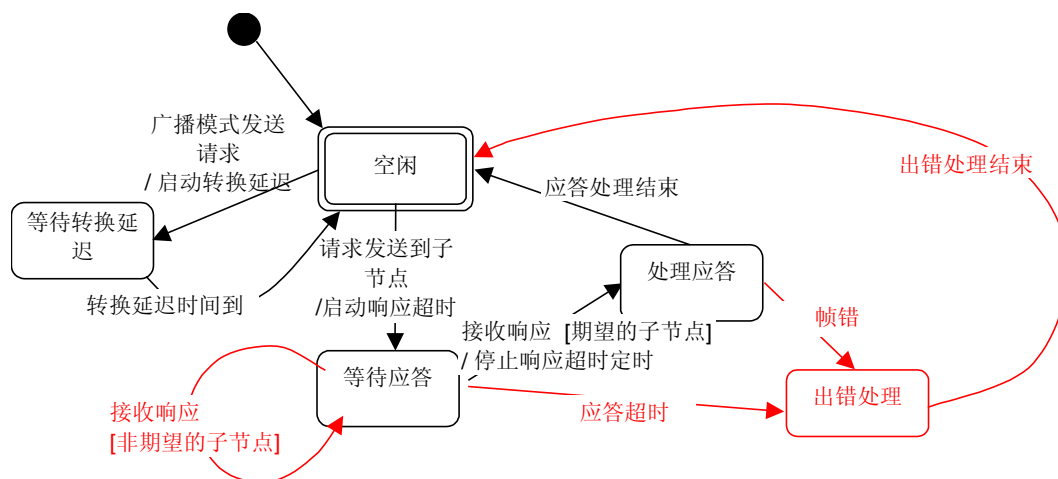 广播模式发送
请求
/ 启动转换延迟
空闲
出错处理结束
应答处理结束
等待转换延
迟
请求发送到子
节点
/启动响应超时
处理应答
转换延迟时间到
接收响应 [期望的子节点]
/ 停止响应超时定时
帧错
等待应答
出错处理
接收响应
[非期望的子节点]
应答超时